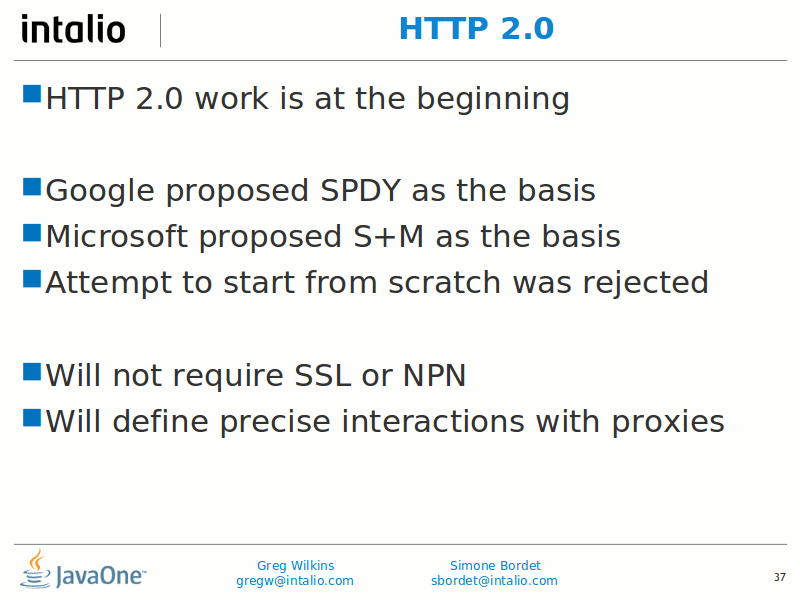 intalio
HTTP 2.0
HTTP 2.0 work is at the beginning
Google proposed SPDY as the basis
Microsoft proposed S+M as the basis
Attempt to start from scratch was rejected
Will not require SSL or NPN
Will define precise interactions with proxies
JavaOne™
Greg Wilkins
gregw@intalio.com
Simone Bordet
sbordet@intalio.com
37